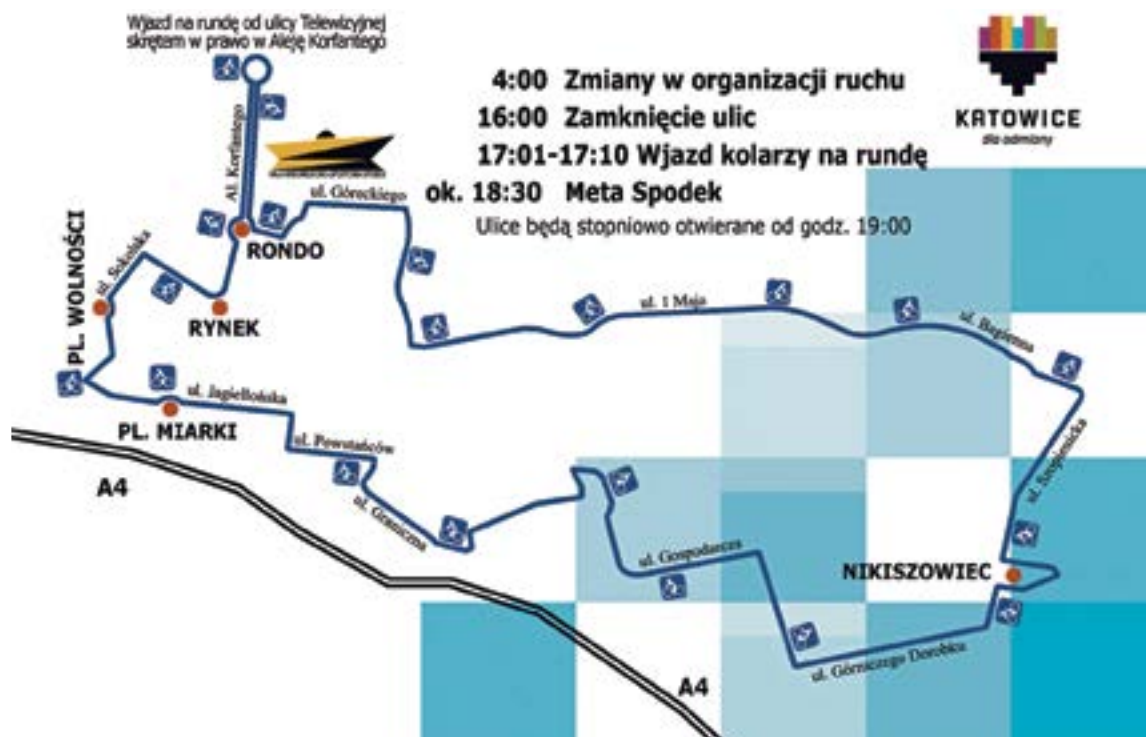 Wjazd na rundę od ulicy Telewizyjnej
skrętem w prawo w Aleję Korfantego
4:00 Zmiany w organizacji ruchu
16:00 Zamknięcie ulic
17:01-17:10 Wjazd kolarzy na rundę
ok. 18:30 Meta Spodek
Ulice będą stopniowo otwierane od godz. 19:00
KATOWICE
dla odmiany
Al. Korfantego
ul. Góreckiego
RONDO
ul. Sokolska
PL. WOLNOŚCI
RYNEK
ul. 1 Maja
ul. Bagienna
ul. Jagiellońska
PL. MIARKI
ul. Powstańców
ul. Graniczna
A4
ul. Szopienicka
ul. Gospodarcza
NIKISZOWIEC
ul. Górniczego Dorobku
A4